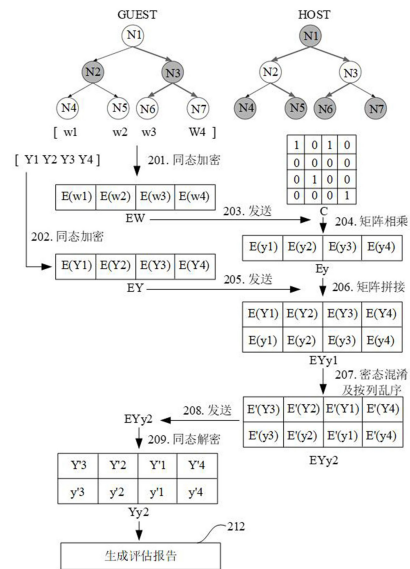 GUEST HOST
N1 N1
N2 N3 N2 N3
N4 N5 N6 N7 N4 N5 N6 N7
[ w1 w2 w3 W4 ]
1 0 1 0
0 0 0 0
0 1 0 0
0 0 0 1
C
[ Y1 Y2 Y3 Y4 ]
201. 同态加密
E(w1) E(w2) E(w3) E(w4)
EW
203. 发送
204. 矩阵相乘
202. 同态加密
E(y1) E(y2) E(y3) E(y4)
Ey
E(Y1) E(Y2) E(Y3) E(Y4)
EY
205. 发送
206. 矩阵拼接
E(Y1) E(Y2) E(Y3) E(Y4)
E(y1) E(y2) E(y3) E(y4)
EYy1
207. 密态混淆
及按列乱序
E'(Y3) E'(Y2) E'(Y1) E'(Y4)
E'(y3) E'(y2) E'(y1) E'(y4)
EYy2
208. 发送
EYy2
209. 同态解密
Y'3 Y'2 Y''1 Y'4
y'3 y'2 y'1 y'4
Yy2
212
生成评估报告